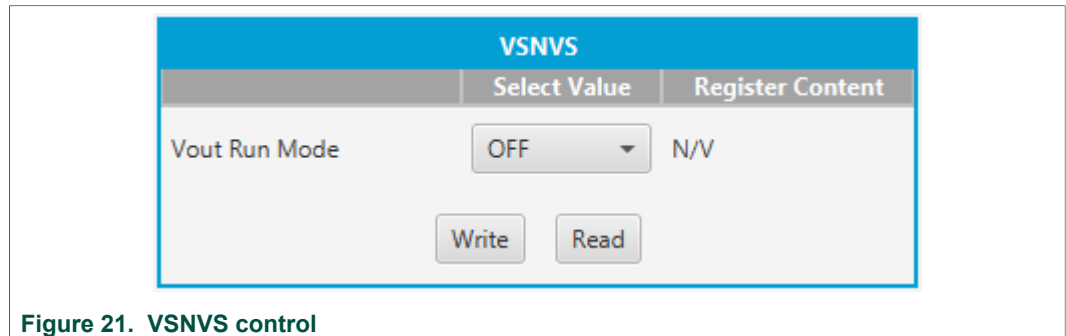 VSNVS
Select Value Register Content
Vout Run Mode OFF N/V
Write Read
Figure 21. VSNVS control